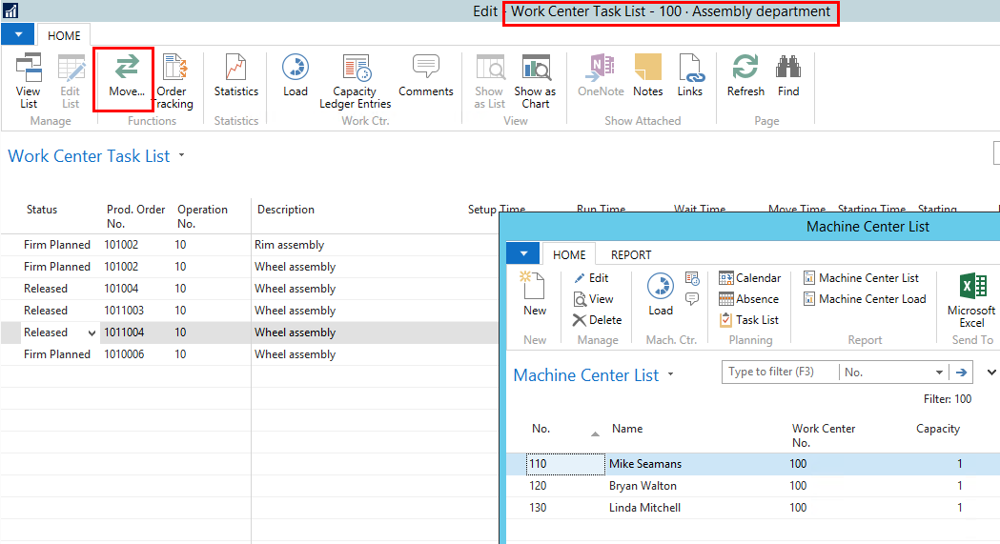 Edit - Work Center Task List - 100 · Assembly department
HOME
View List
Edit List
Manage
Move...
Order Tracking
Functions
Statistics
Statistics
Load
Capacity Ledger Entries
Comments
Work Ctr.
Show as List
Show as Chart
View
OneNote
Notes
Links
Show Attached
Refresh
Find
Page
Work Center Task List
Status Prod. Order No. Operation No. Description Setup Time Run Time Wait Time Move Time Starting Time Starting
Firm Planned 101002 10 Rim assembly
Firm Planned 101002 10 Wheel assembly
Released 101004 10 Wheel assembly
Released 1011003 10 Wheel assembly
Released 1011004 10 Wheel assembly
Firm Planned 1010006 10 Wheel assembly
Machine Center List
HOME REPORT
New
New
Edit
View
Delete
Manage
Load
Mach. Ctr.
Calendar
Absence
Task List
Planning
Machine Center List
Machine Center Load
Report
Microsoft Excel
Send To
Machine Center List
Type to filter (F3) No.
Filter: 100
No. Name Work Center No. Capacity
110 Mike Seamans 100 1
120 Bryan Walton 100 1
130 Linda Mitchell 100 1